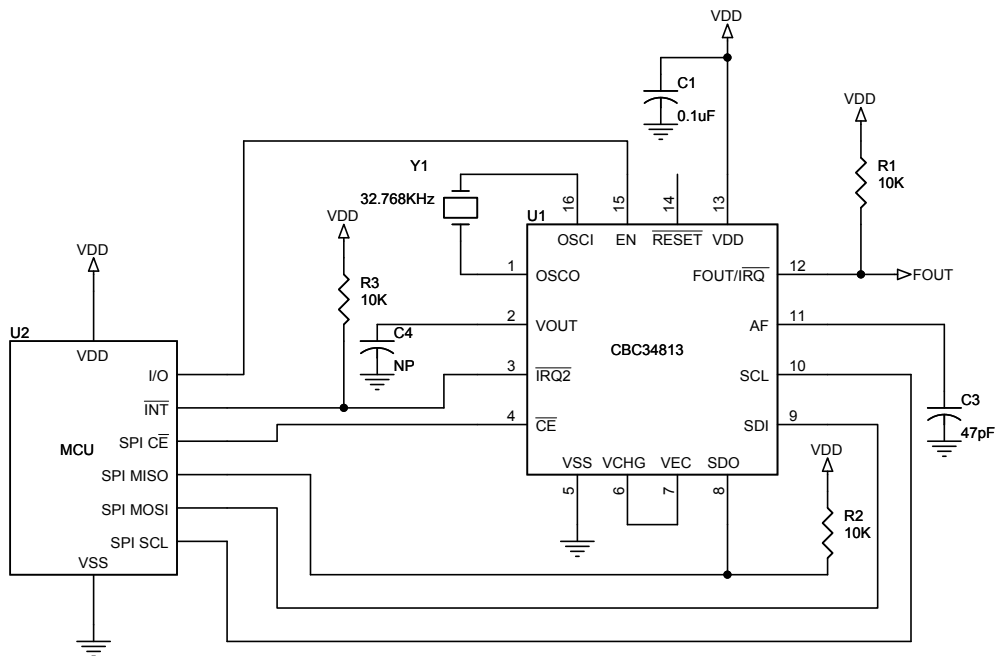 VDD
C1
0.1uF
VDD
R1
10K
Y1
32.768KHz
VDD
R3
10K
VDD
U1
16
15
14
13
OSCI
EN
RESET
VDD
1
OSCO
FOUT/IRQ
12
FOUT
2
VOUT
AF
11
C4
NP
CBC34813
3
IRQ2
SCL
10
4
CE
SDI
9
C3
47pF
VSS
VCHG
VEC
SDO
5
6
7
8
VDD
R2
10K
U2
VDD
I/O
INT
MCU
SPI CE
SPI MISO
SPI MOSI
SPI SCL
VSS